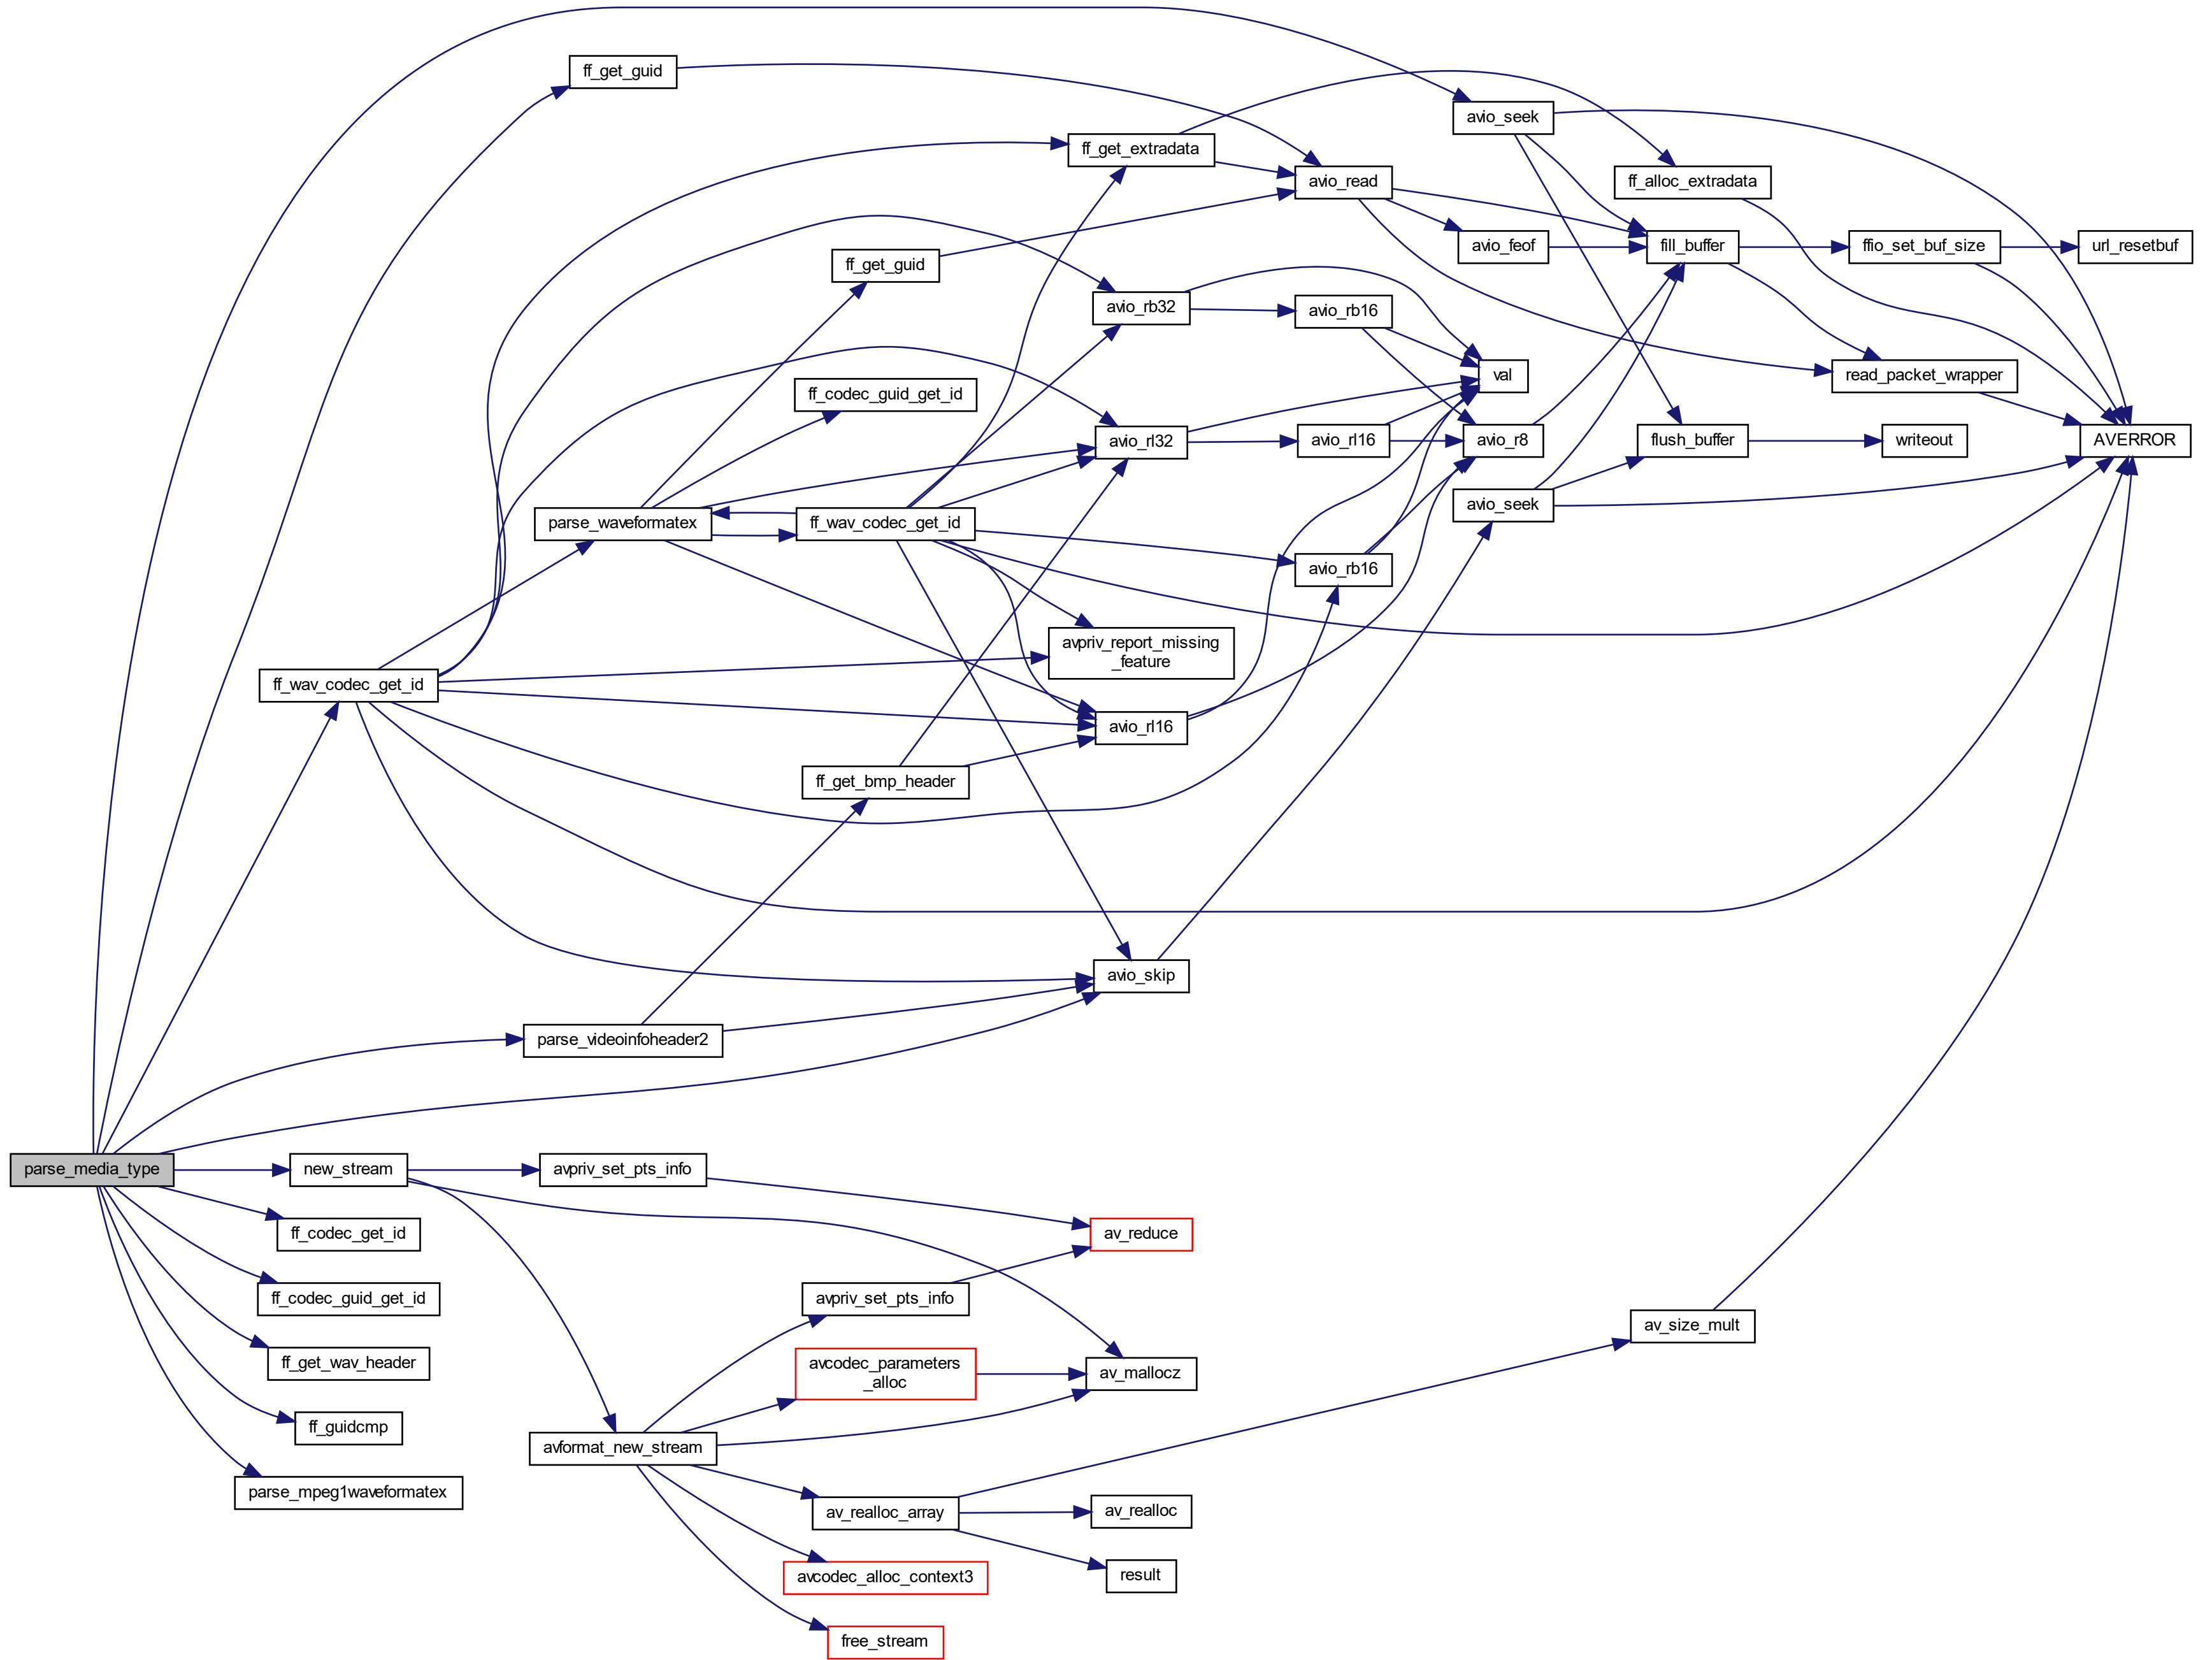 ff_get_guid
avio_seek
ff_get_extradata
avio_read
ff_alloc_extradata
avio_feof
fill_buffer
ffio_set_buf_size
url_resetbuf
ff_get_guid
avio_rb32
avio_rb16
val
read_packet_wrapper
ff_codec_guid_get_id
avio_rl32
avio_rl16
avio_r8
flush_buffer
writeout
AVERROR
avio_seek
parse_waveformatex
ff_wav_codec_get_id
avio_rb16
avpriv_report_missing
_feature
ff_wav_codec_get_id
avio_rl16
ff_get_bmp_header
avio_skip
parse_videoinfoheader2
parse_media_type
new_stream
avpriv_set_pts_info
ff_codec_get_id
av_reduce
ff_codec_guid_get_id
avpriv_set_pts_info
av_size_mult
ff_get_wav_header
avcodec_parameters
_alloc
av_mallocz
ff_guidcmp
avformat_new_stream
parse_mpeg1waveformatex
av_realloc_array
av_realloc
avcodec_alloc_context3
result
free_stream